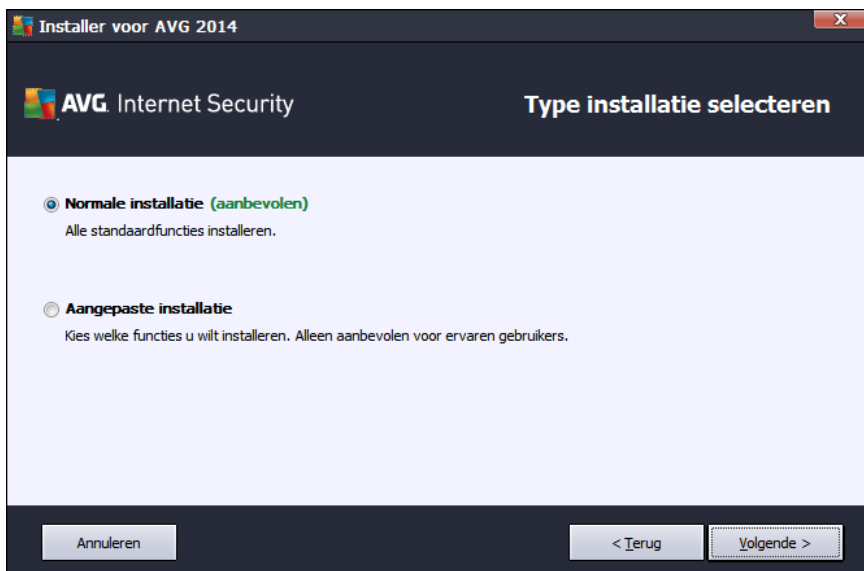 Installer voor AVG 2014
X
AVG. Internet Security
Type installatie selecteren
Normale installatie (aanbevolen)
Alle standaardfuncties installeren.
Aangepaste installatie
Kies welke functies u wilt installeren. Alleen aanbevolen voor ervaren gebruikers.
Annuleren
< Terug
Volgende >